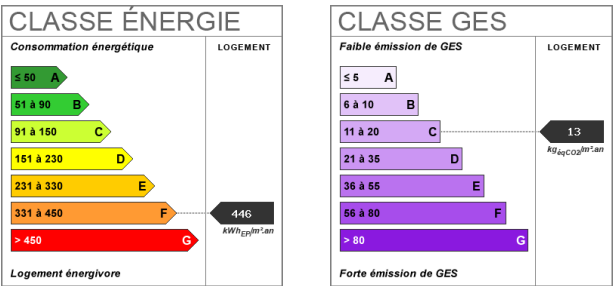 CLASSE ÉNERGIE
Consommation énergétique
LOGEMENT
≤ 50 A
51 à 90 B
91 à 150 C
151 à 230 D
231 à 330 E
331 à 450 F
446
kWhEP/m².an
> 450 G
Logement énergivore
CLASSE GES
Faible émission de GES
LOGEMENT
≤ 5 A
6 à 10 B
11 à 20 C
13
kgéqCO2/m².an
21 à 35 D
36 à 55 E
56 à 80 F
> 80 G
Forte émission de GES